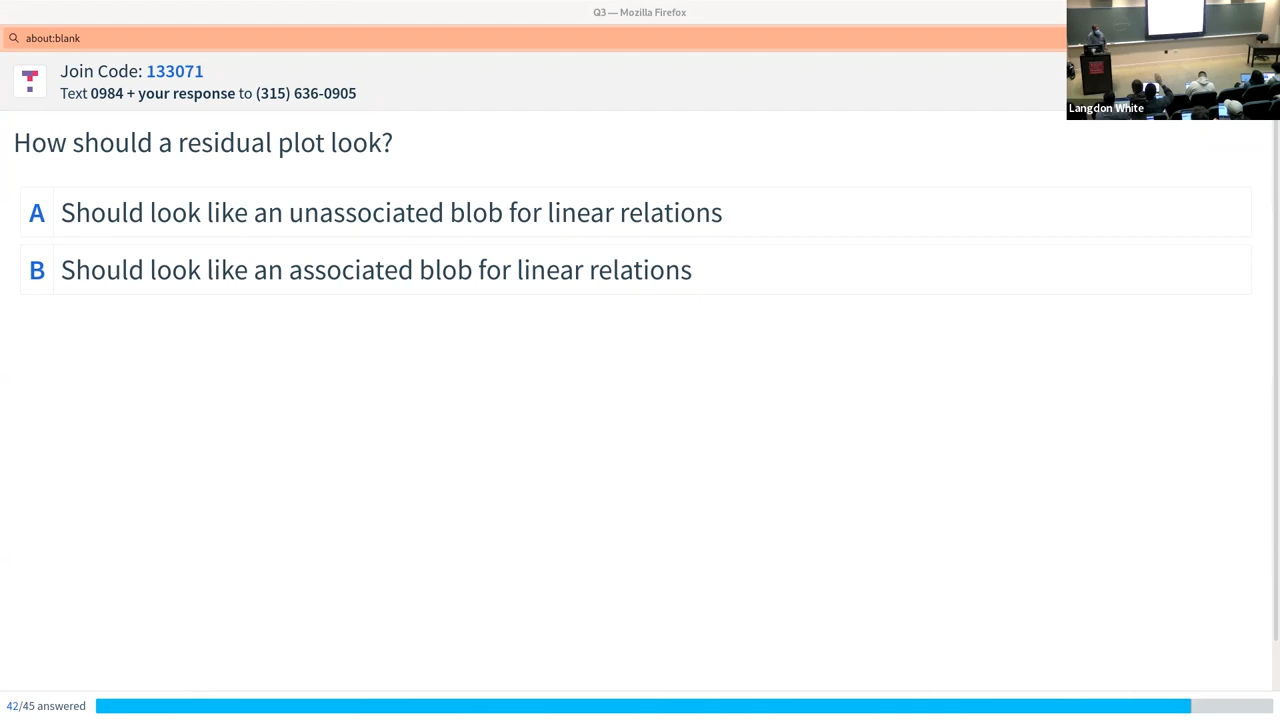 Q3 — Mozilla Firefox
about:blank
Join Code: 133071
Text 0984 + your response to (315) 636-0905
Langdon White
How should a residual plot look?
A Should look like an unassociated blob for linear relations
B Should look like an associated blob for linear relations
42/45 answered